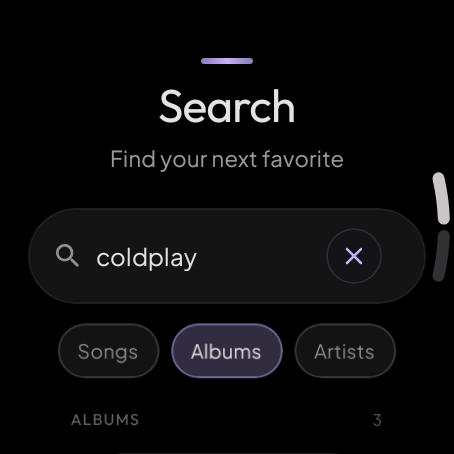 Search
Find your next favorite
coldplay
Songs Albums Artists
ALBUMS 3